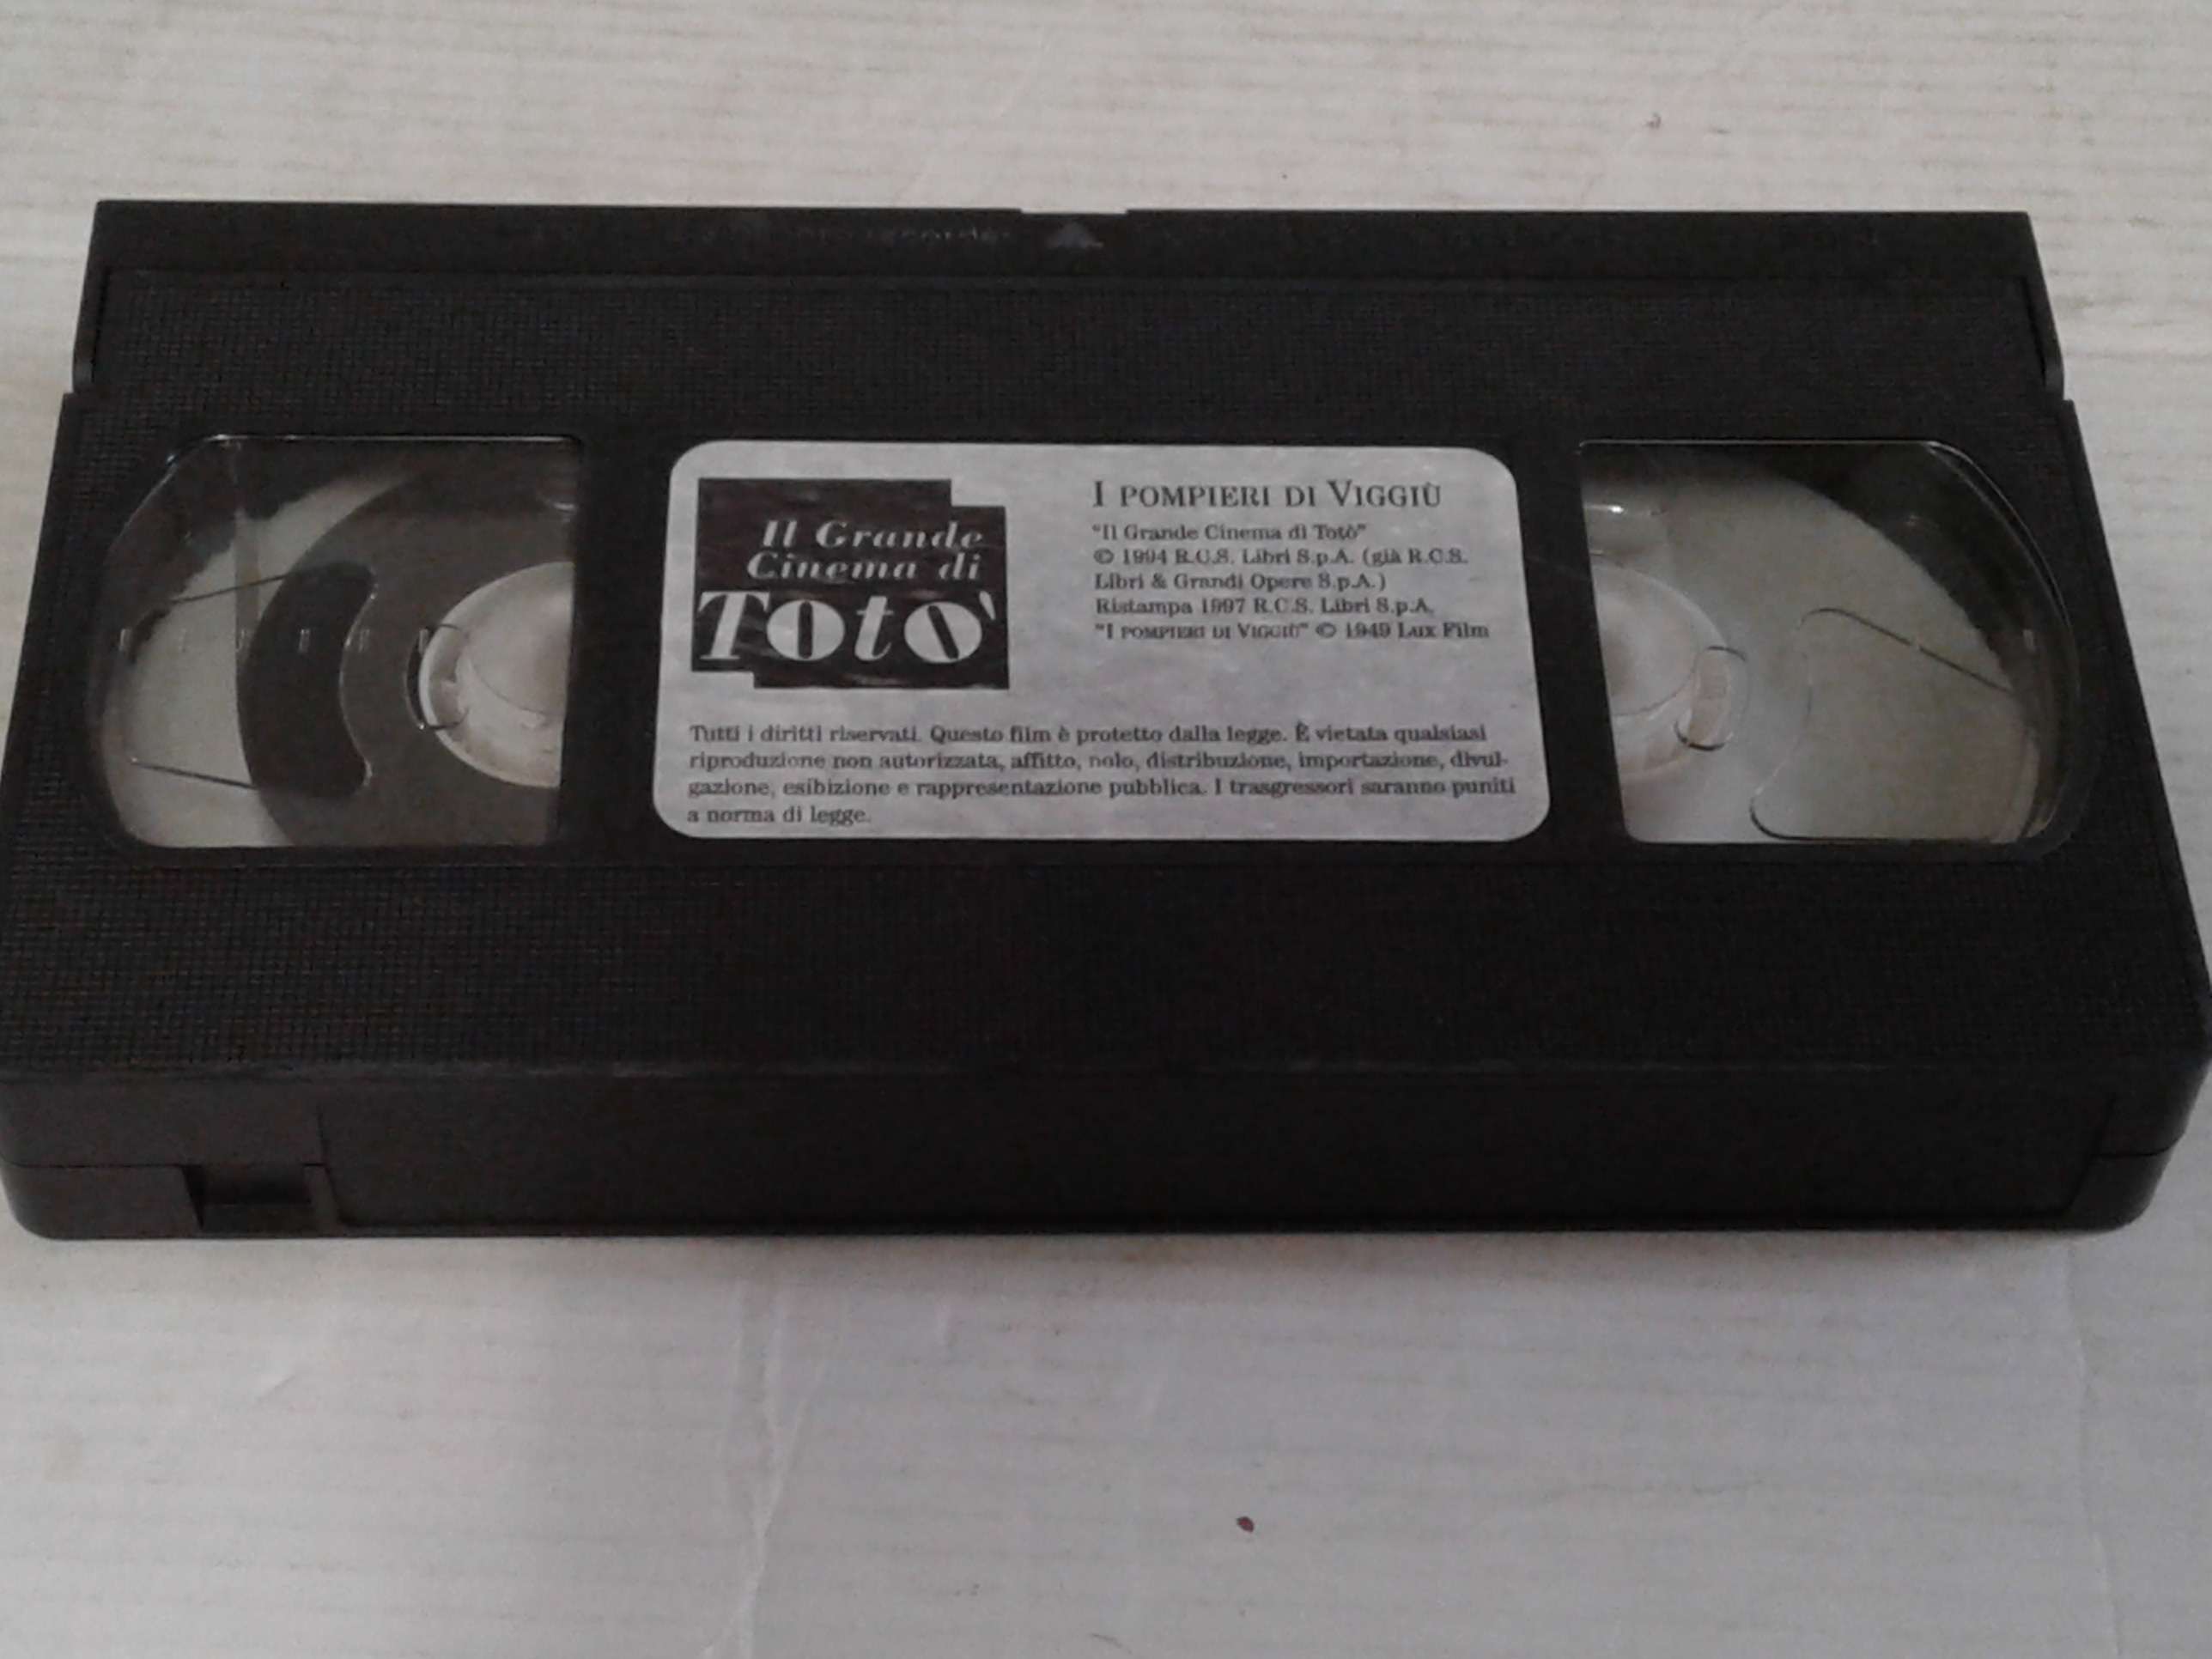 Il Grande
Cinema di
Totò
I POMPIERI DI VIGGIÙ
"Il Grande Cinema di Totò"
© 1994 R.C.S. Libri S.p.A. (già R.C.S.
Libri & Grandi Opere S.p.A.)
Ristampa 1997 R.C.S. Libri S.p.A.
"I POMPIERI DI VIGGIÙ" © 1949 Lux Film
Tutti i diritti riservati. Questo film è protetto dalla legge. È vietata qualsiasi
riproduzione non autorizzata, affitto, nolo, distribuzione, importazione, divul-
gazione, esibizione e rappresentazione pubblica. I trasgressori saranno puniti
a norma di legge.